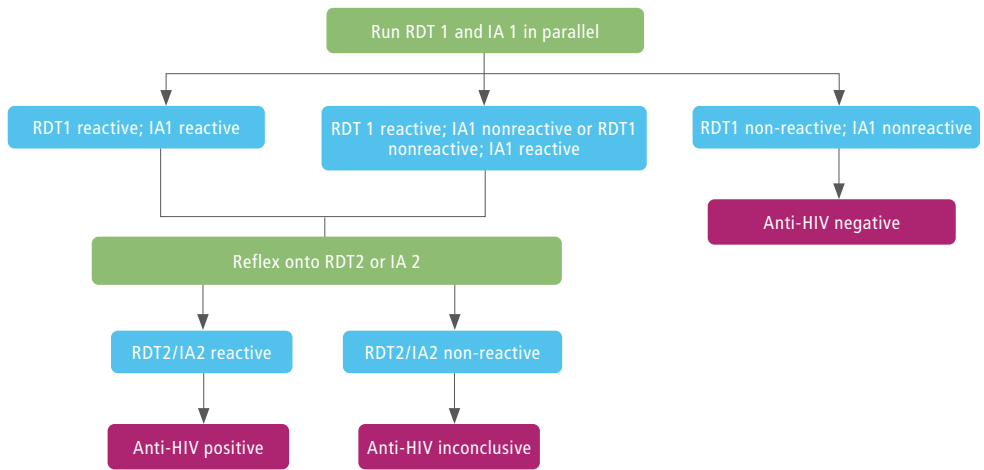 Run RDT 1 and IA 1 in parallel
RDT1 reactive; IA1 reactive
RDT 1 reactive; IA1 nonreactive or RDT1
nonreactive; IA1 reactive
RDT1 non-reactive; IA1 nonreactive
Anti-HIV negative
Reflex onto RDT2 or IA 2
RDT2/IA2 reactive
RDT2/IA2 non-reactive
Anti-HIV positive
Anti-HIV inconclusive